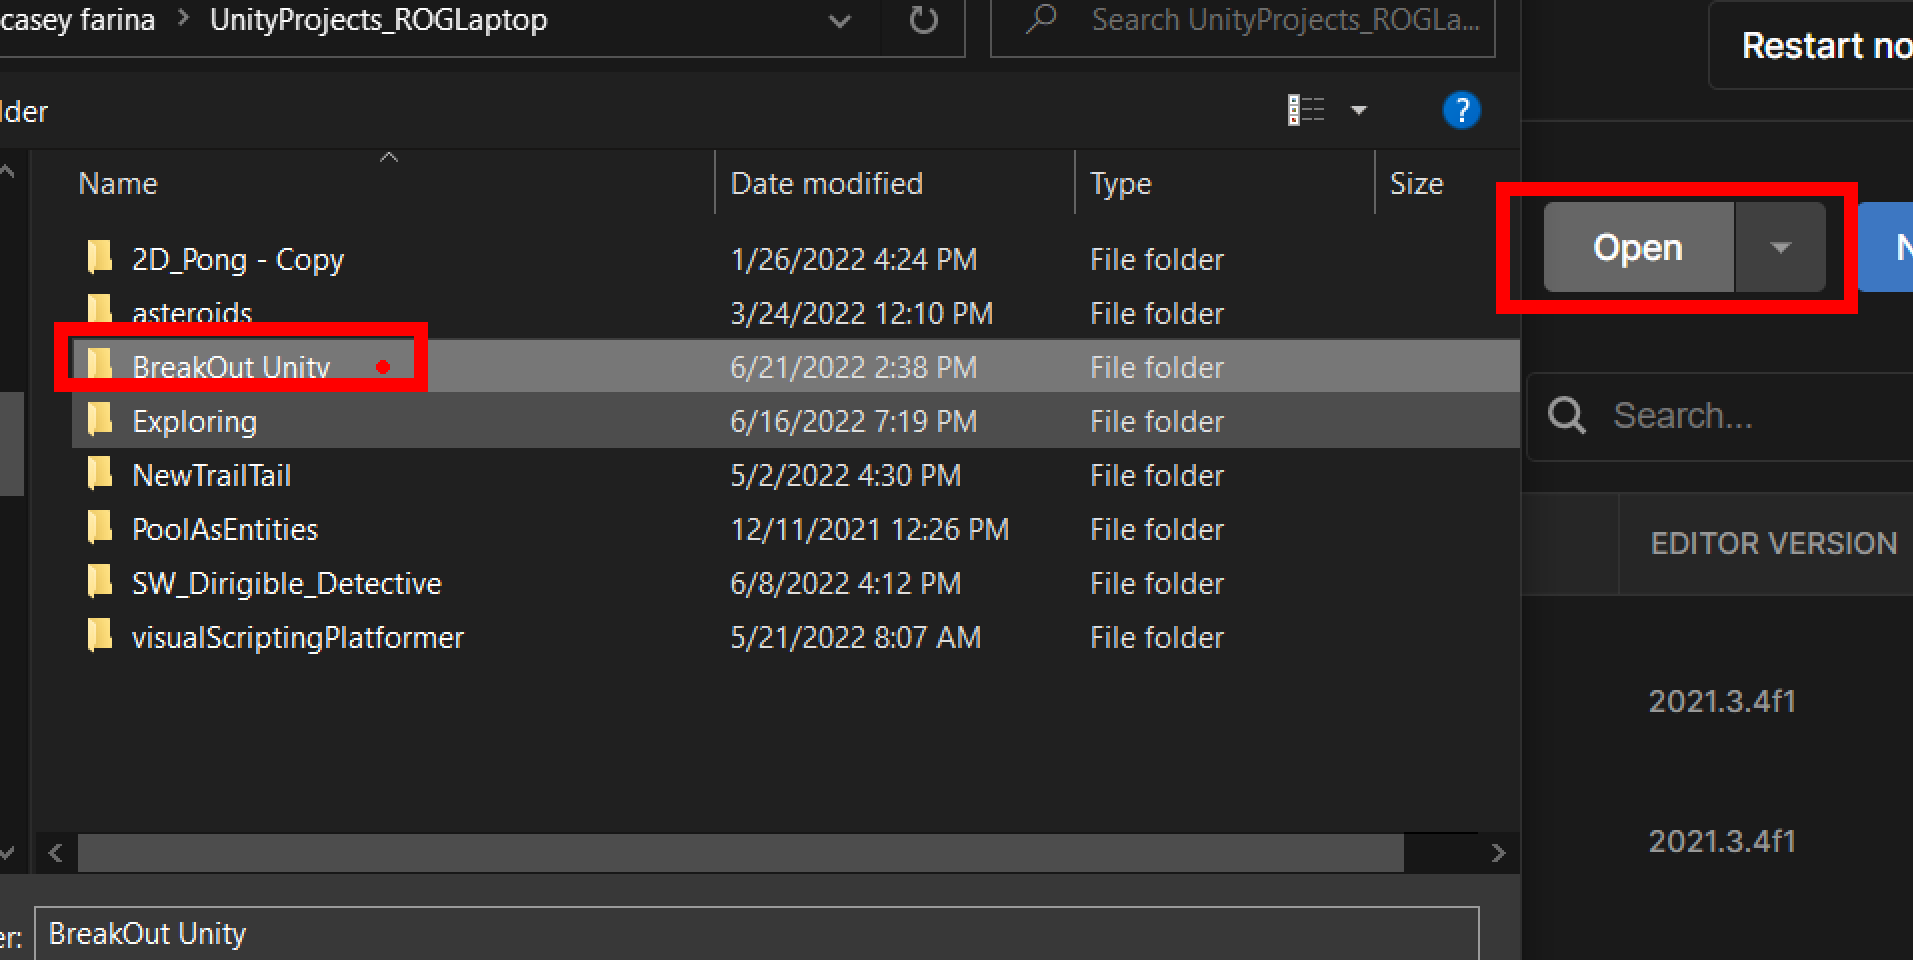 casey farina > UnityProjects_ROGLaptop
Search UnityProjects_ROGLa...
Restart no
lder
?
Name Date modified Type Size
Open
N
2D_Pong - Copy 1/26/2022 4:24 PM File folder
asteroids 3/24/2022 12:10 PM File folder
BreakOut Unity 6/21/2022 2:38 PM File folder
Exploring 6/16/2022 7:19 PM File folder
Search...
NewTrailTail 5/2/2022 4:30 PM File folder
PoolAsEntities 12/11/2021 12:26 PM File folder
EDITOR VERSION
SW_Dirigible_Detective 6/8/2022 4:12 PM File folder
visualScriptingPlatformer 5/21/2022 8:07 AM File folder
2021.3.4f1
2021.3.4f1
er: BreakOut Unity